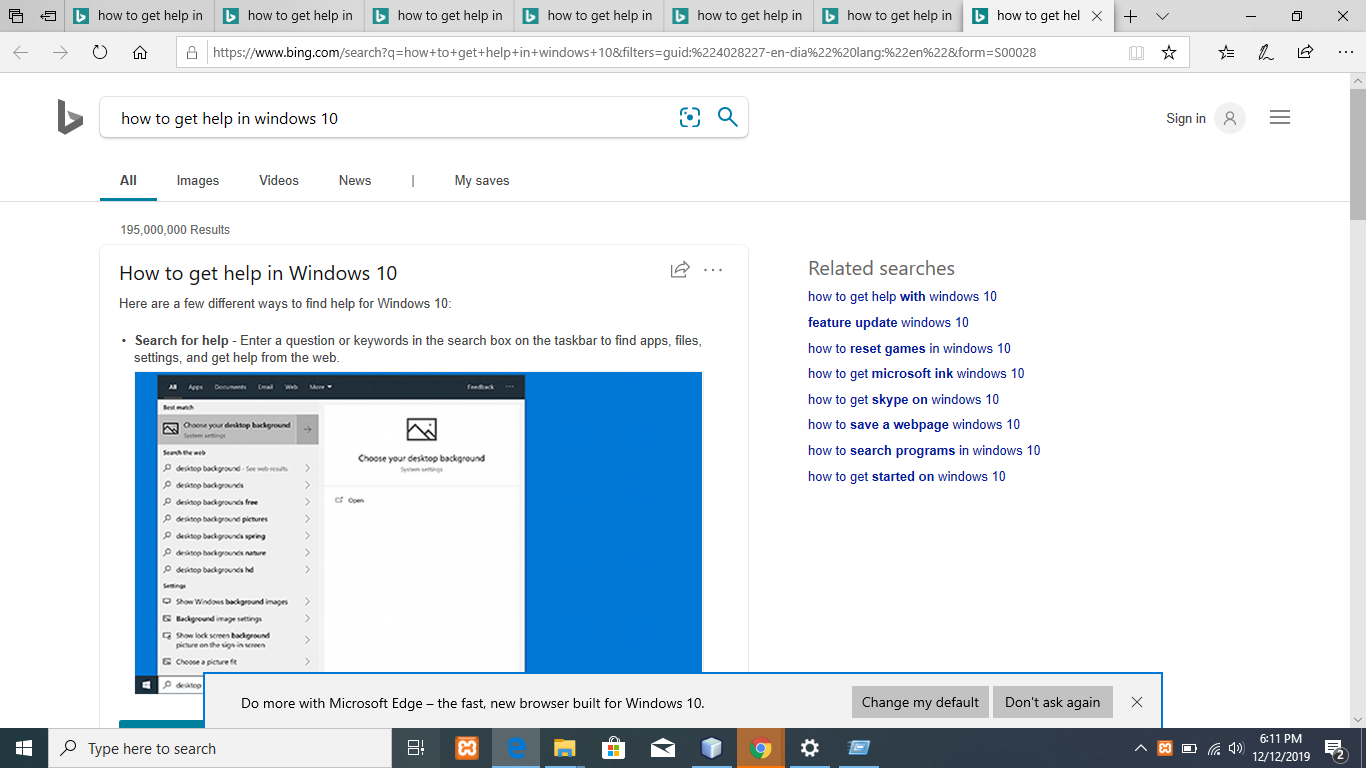 how to get help in
how to get help in
how to get help in
how to get help in
how to get help in
how to get help in
how to get hel
https://www.bing.com/search?q=how+to+get+help+in+windows+10&filters=guid:%224028227-en-dia%22%20lang:%22en%22&form=S00028
how to get help in windows 10
Sign in
All Images Videos News | My saves
195,000,000 Results
How to get help in Windows 10
Here are a few different ways to find help for Windows 10:
• Search for help - Enter a question or keywords in the search box on the taskbar to find apps, files,
settings, and get help from the web.
All Apps Documents Email Web More Feedback
Best match
Choose your desktop background
System settings
Search the web
desktop background - See web results
desktop backgrounds
desktop backgrounds free
desktop background pictures
desktop backgrounds spring
desktop backgrounds nature
desktop backgrounds hd
Settings
Show Windows background images
Background image settings
Show lock screen background
picture on the sign-in screen
Choose a picture fit
desktop
Choose your desktop background
System settings
Open
Related searches
how to get help with windows 10
feature update windows 10
how to reset games in windows 10
how to get microsoft ink windows 10
how to get skype on windows 10
how to save a webpage windows 10
how to search programs in windows 10
how to get started on windows 10
Do more with Microsoft Edge – the fast, new browser built for Windows 10.
Change my default
Don't ask again
Type here to search
6:11 PM
12/12/2019
2